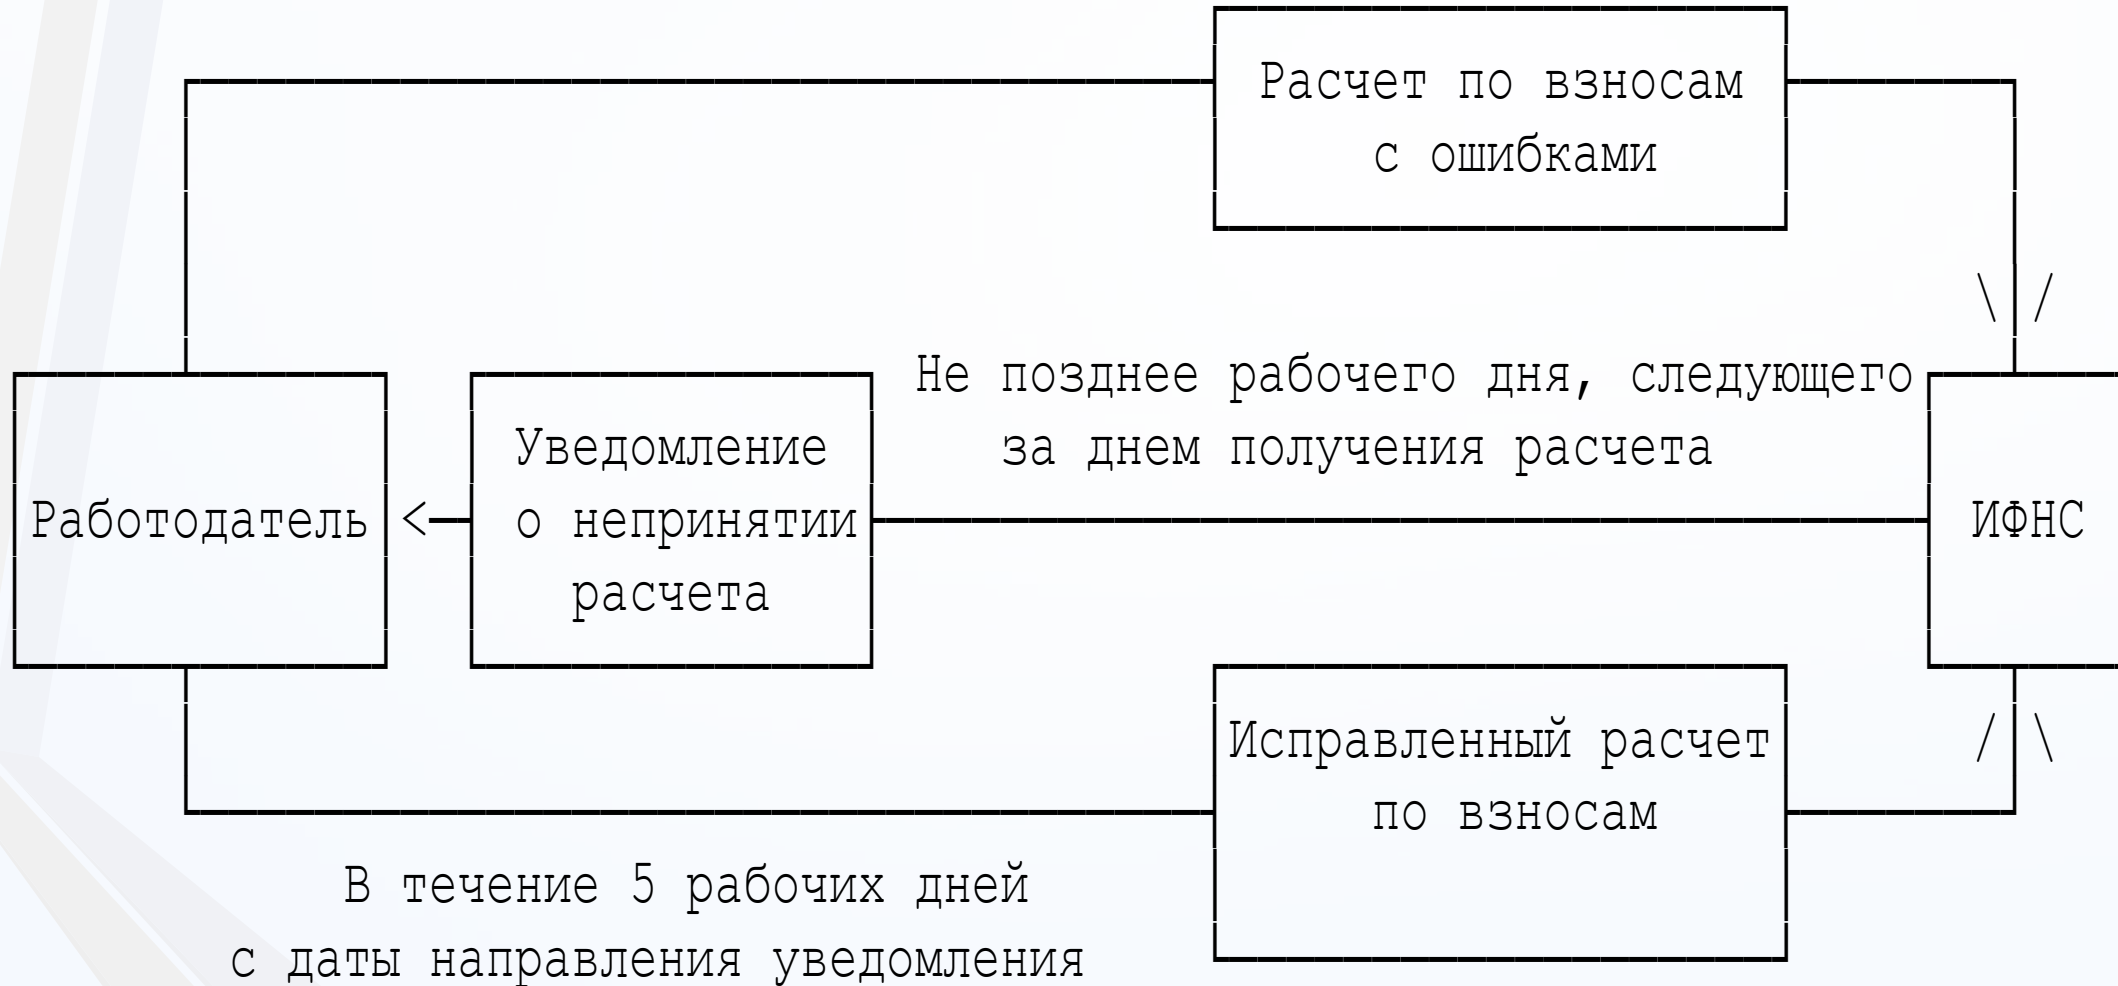 Расчет по взносам
с ошибками
Не позднее рабочего дня, следующего
за днем получения расчета
Работодатель
Уведомление
о непринятии
расчета
ИФНС
Исправленный расчет
по взносам
В течение 5 рабочих дней
с даты направления уведомления